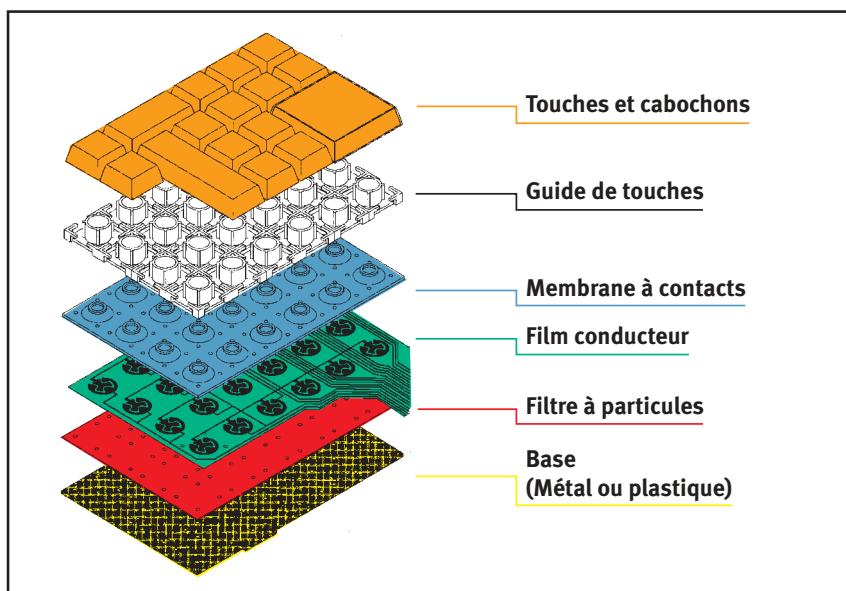 Touches et cabochons
Guide de touches
Membrane à contacts
Film conducteur
Filtre à particules
Base
(Métal ou plastique)